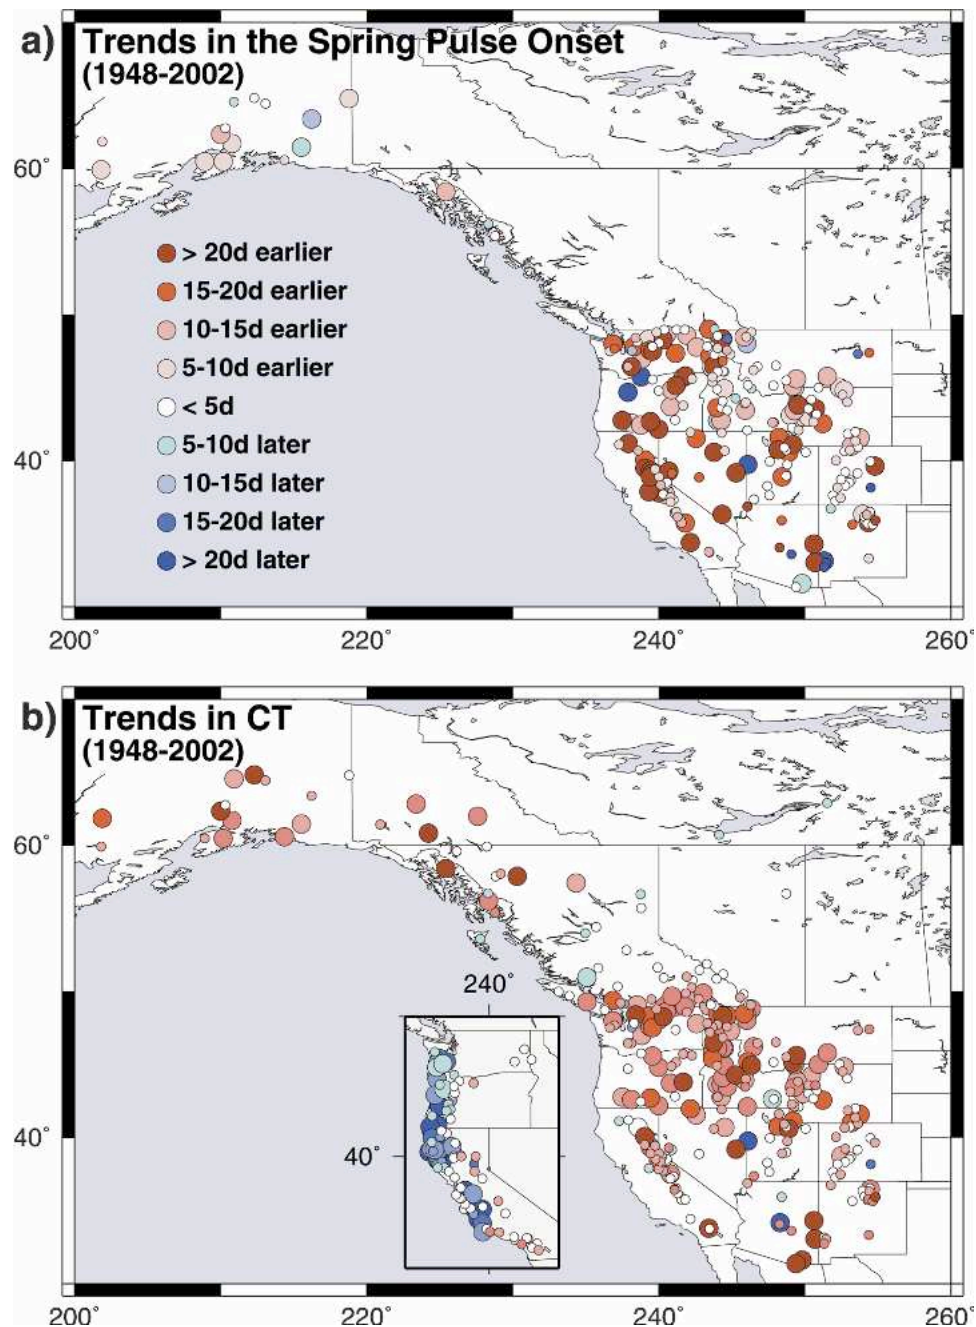 a) Trends in the Spring Pulse Onset
(1948-2002)
60°
> 20d earlier
15-20d earlier
10-15d earlier
5-10d earlier
< 5d
5-10d later
10-15d later
15-20d later
> 20d later
40°
200° 220° 240° 260°
b) Trends in CT
(1948-2002)
60°
240°
40°
40°
200° 220° 240° 260°